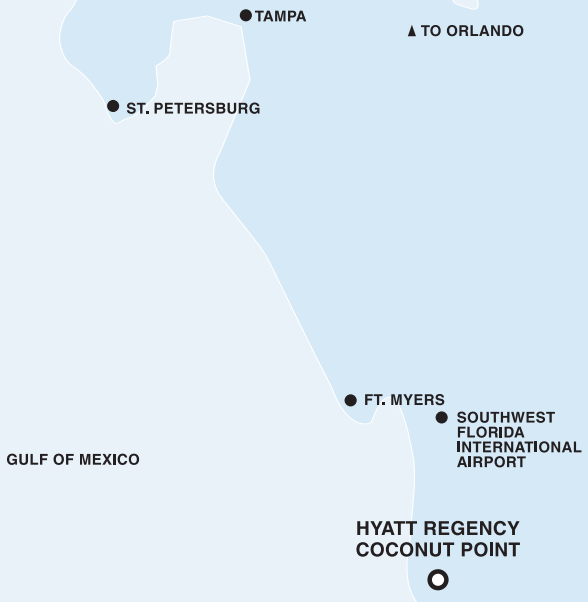 TAMPA
TO ORLANDO
ST. PETERSBURG
FT. MYERS
SOUTHWEST
FLORIDA
INTERNATIONAL
AIRPORT
GULF OF MEXICO
HYATT REGENCY
COCONUT POINT